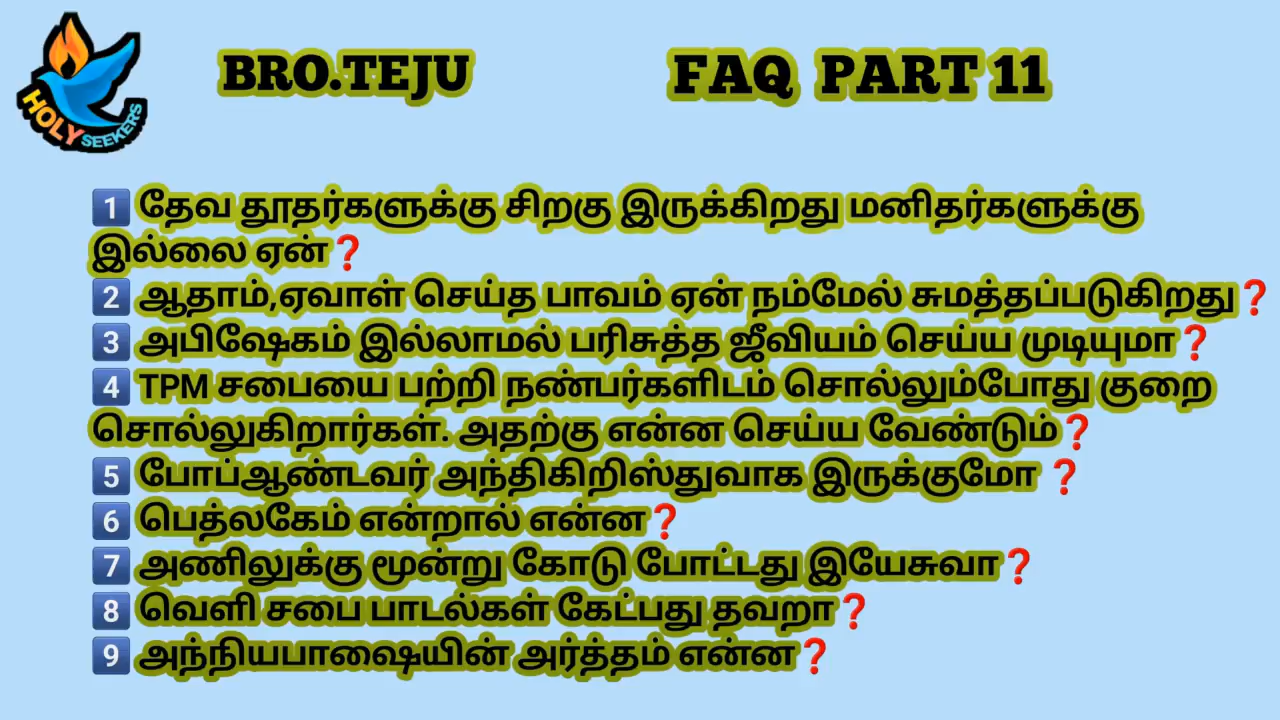 HOLY SEEKERS
BRO.TEJU FAQ PART 11
1 தேவ தூதர்களுக்கு சிறகு இருக்கிறது மனிதர்களுக்கு
இல்லை ஏன்❓
2 ஆதாம்,ஏவாள் செய்த பாவம் ஏன் நம்மேல் சுமத்தப்படுகிறது❓
3 அபிஷேகம் இல்லாமல் பரிசுத்த ஜீவியம் செய்ய முடியுமா❓
4 TPM சபையை பற்றி நண்பர்களிடம் சொல்லும்போது குறை
சொல்லுகிறார்கள். அதற்கு என்ன செய்ய வேண்டும்❓
5 போப்ஆண்டவர் அந்திகிறிஸ்துவாக இருக்குமோ ❓
6 பெத்லகேம் என்றால் என்ன❓
7 அணிலுக்கு மூன்று கோடு போட்டது இயேசுவா❓
8 வெளி சபை பாடல்கள் கேட்பது தவறா❓
9 அந்நியபாஷையின் அர்த்தம் என்ன❓